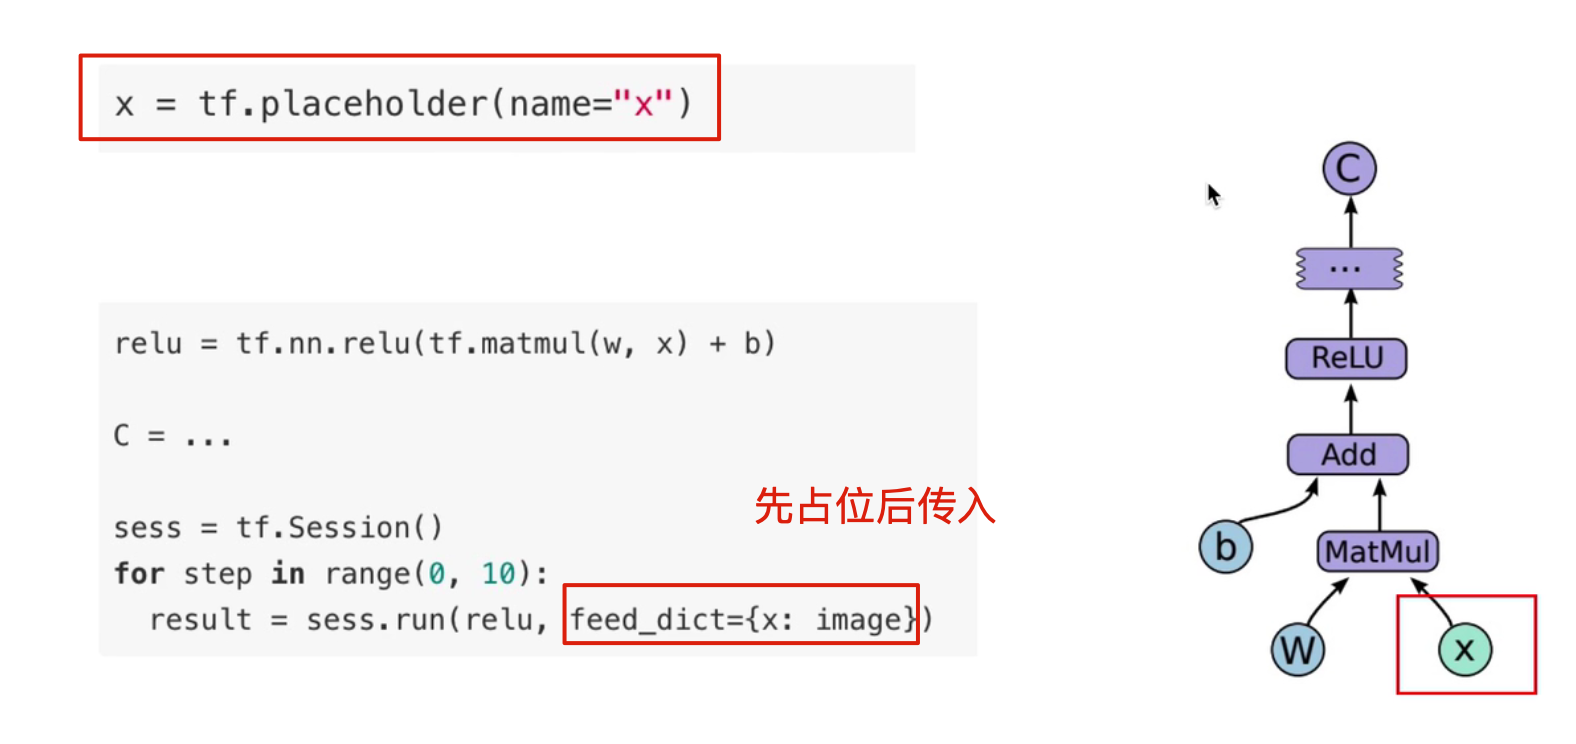 x = tf.placeholder(name="x")
relu = tf.nn.relu(tf.matmul(w, x) + b)
C = ...
sess = tf.Session()
for step in range(0, 10):
  result = sess.run(relu, feed_dict={x: image})
先占位后传入
C
...
ReLU
Add
b
MatMul
W
x